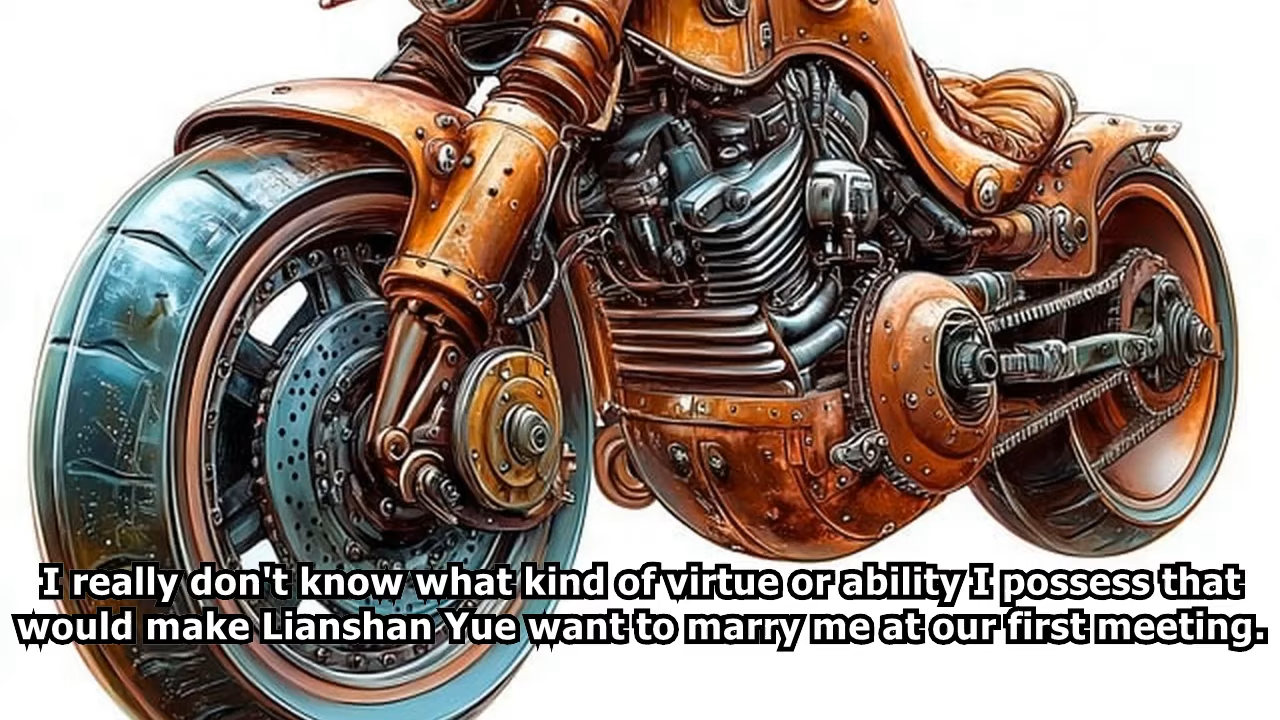 I really don't know what kind of virtue or ability I possess that
would make Lianshan Yue want to marry me at our first meeting.